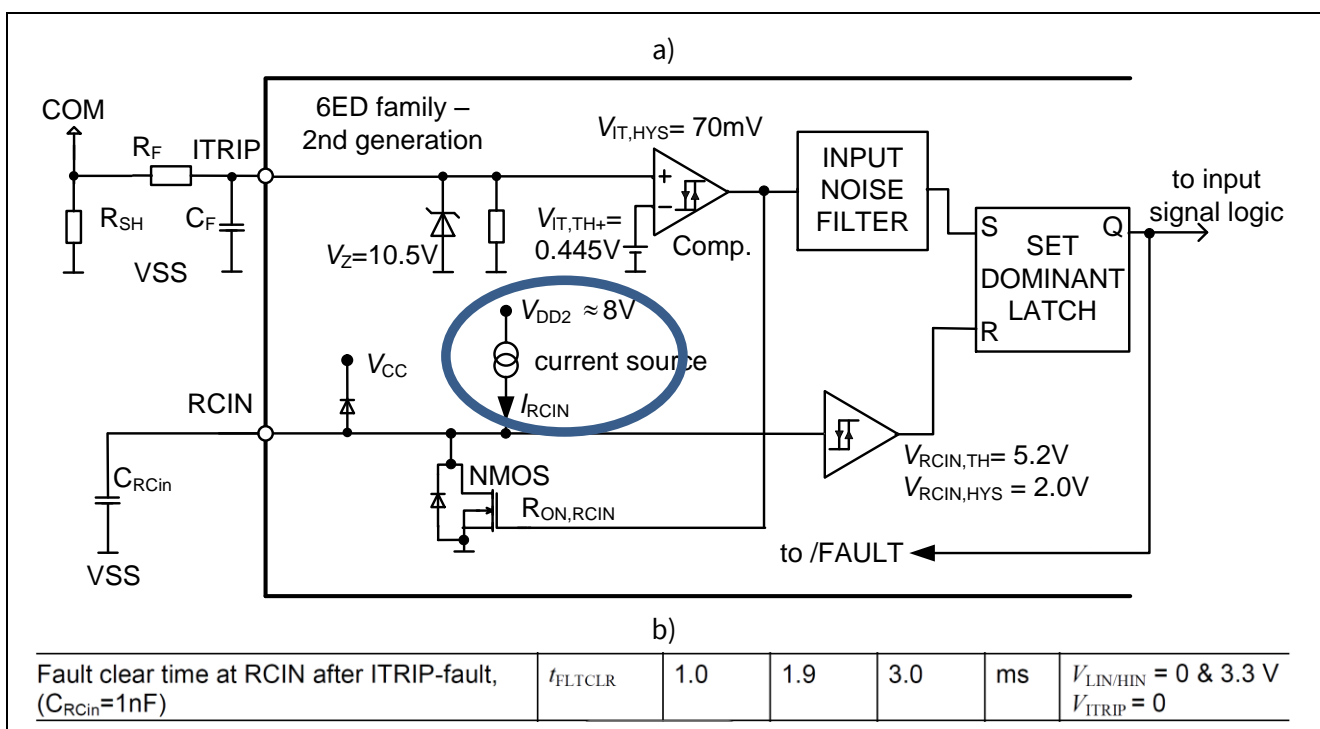 a)
6ED family –
2nd generation
COM
RF
ITRIP
RSH
CF
VSS
VZ=10.5V
VIT,HYS= 70mV
VIT,TH+=
0.445V
+
−
Comp.
INPUT
NOISE
FILTER
to input
signal logic
S
Q
SET
DOMINANT
LATCH
R
VDD2 ≈8V
current source
IRCIN
VCC
RCIN
CRCin
VSS
NMOS
RON,RCIN
VRCIN,TH= 5.2V
VRCIN,HYS = 2.0V
to /FAULT
b)
Fault clear time at RCIN after ITRIP-fault, tFLTCLR 1.0 1.9 3.0 ms VLIN/HIN = 0 & 3.3 V
(CRCin=1nF) VITRIP = 0